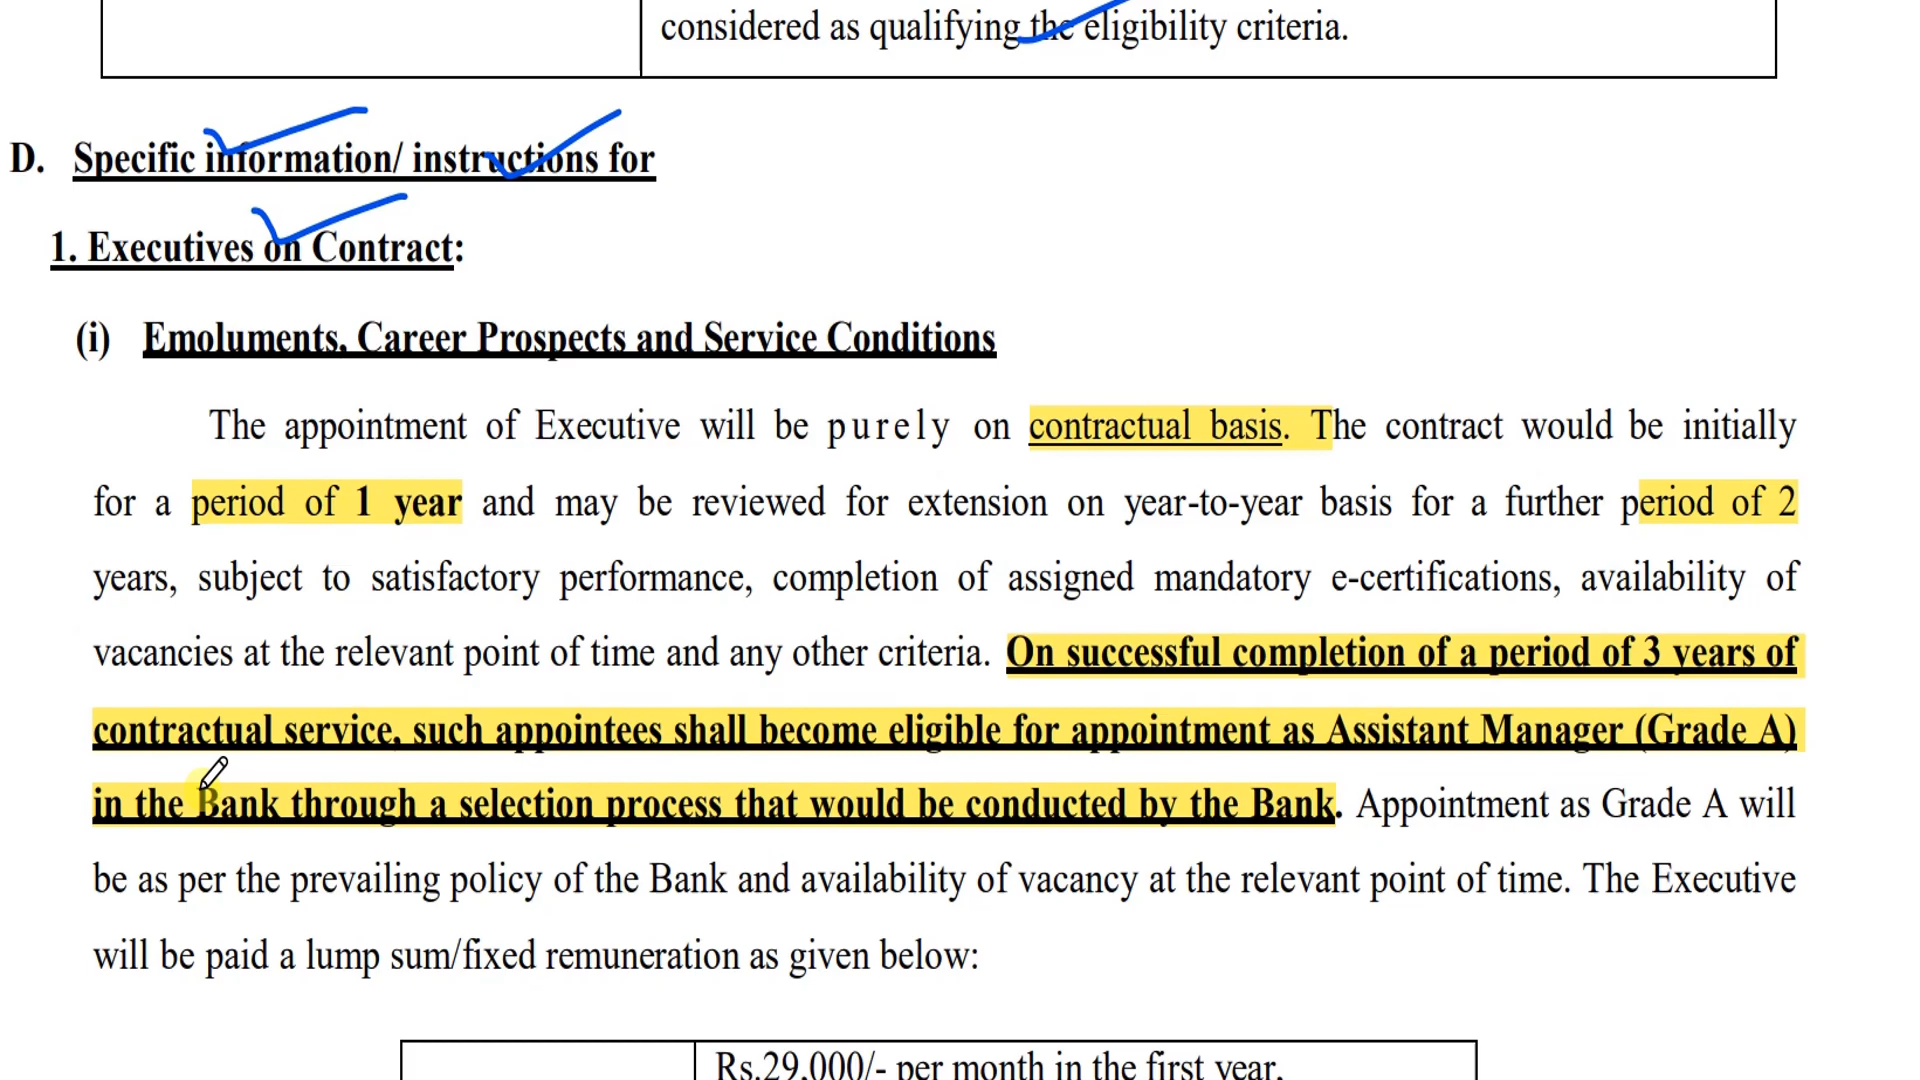 considered as qualifying the eligibility criteria.
D. Specific information/ instructions for
1. Executives on Contract:
(i) Emoluments, Career Prospects and Service Conditions
The appointment of Executive will be purely on contractual basis. The contract would be initially
for a period of 1 year and may be reviewed for extension on year-to-year basis for a further period of 2
years, subject to satisfactory performance, completion of assigned mandatory e-certifications, availability of
vacancies at the relevant point of time and any other criteria. On successful completion of a period of 3 years of
contractual service, such appointees shall become eligible for appointment as Assistant Manager (Grade A)
in the Bank through a selection process that would be conducted by the Bank. Appointment as Grade A will
be as per the prevailing policy of the Bank and availability of vacancy at the relevant point of time. The Executive
will be paid a lump sum/fixed remuneration as given below:
Rs.29,000/- per month in the first year,